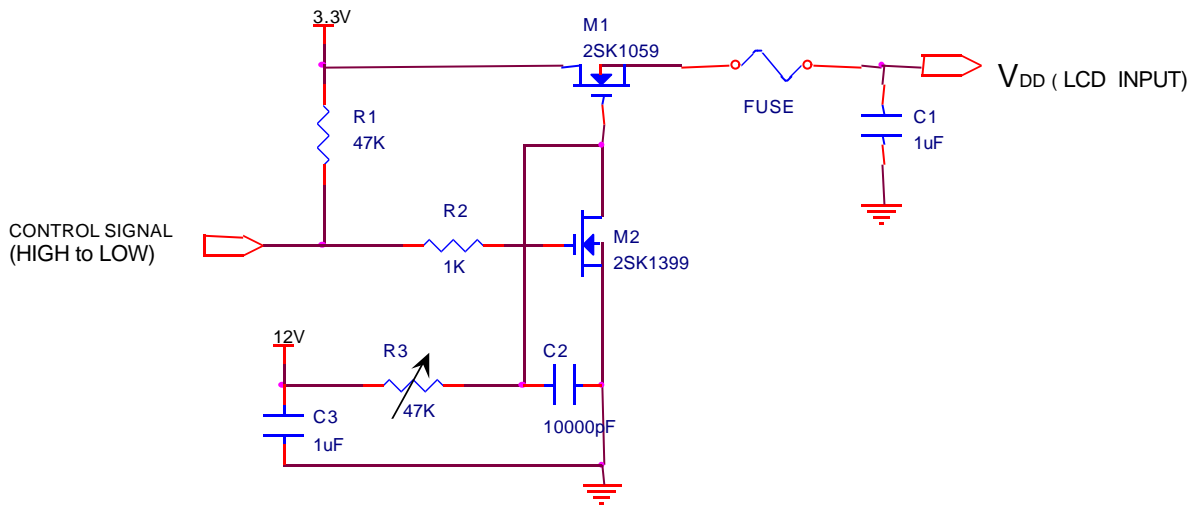 3.3V
M1
2SK1059
FUSE
VDD ( LCD INPUT)
R1
47K
C1
1uF
CONTROL SIGNAL
(HIGH to LOW)
R2
1K
M2
2SK1399
12V
R3
47K
C2
10000pF
C3
1uF